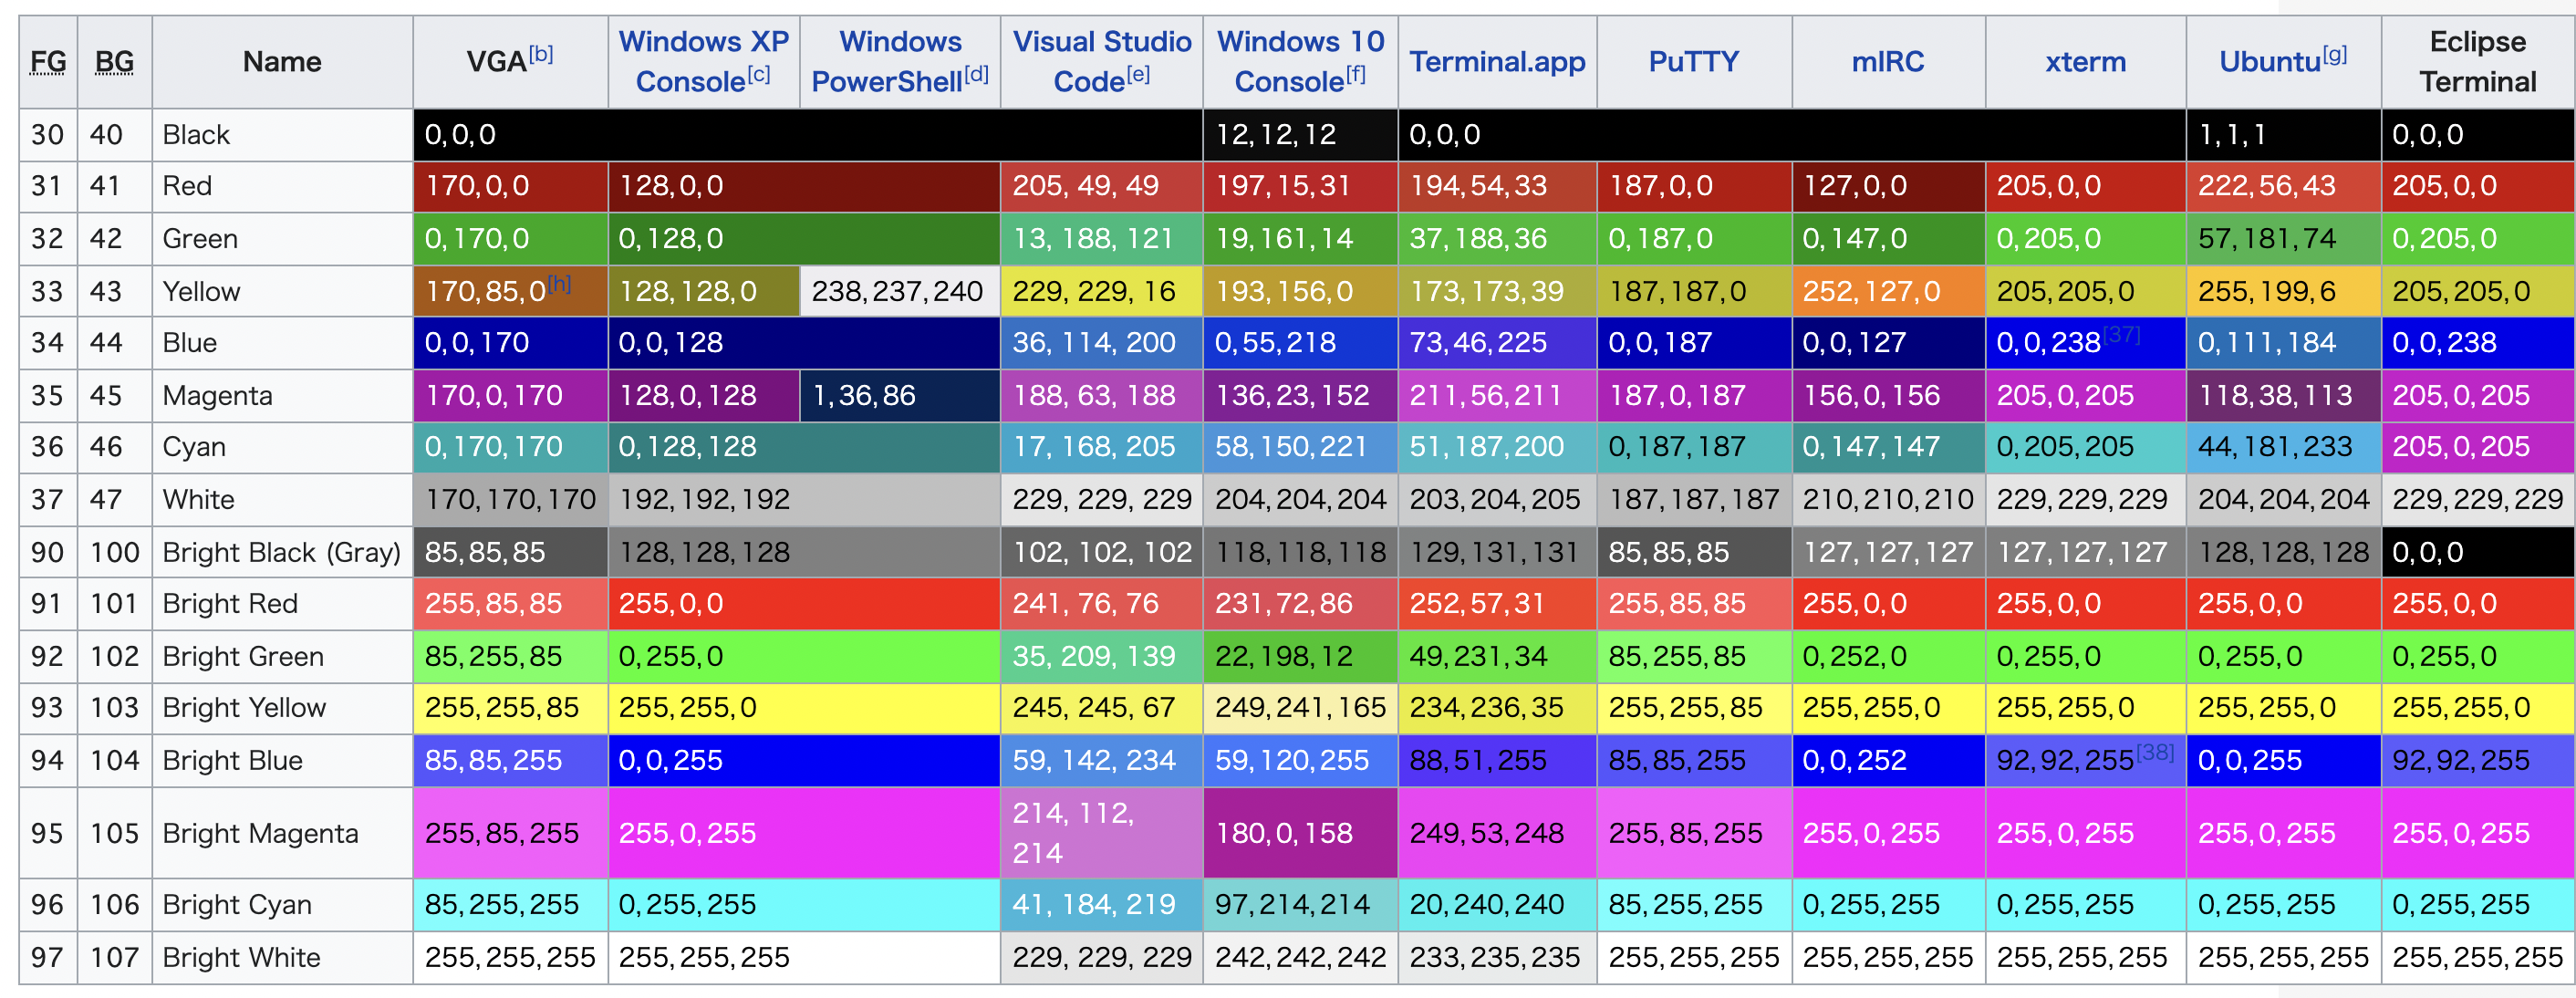 FG BG Name VGA[b] Windows XP Console[c] Windows PowerShell[d] Visual Studio Code[e] Windows 10 Console[f] Terminal.app PuTTY mIRC xterm Ubuntu[g] Eclipse Terminal
30 40 Black 0,0,0 12,12,12 0,0,0 1,1,1 0,0,0
31 41 Red 170,0,0 128,0,0 205, 49, 49 197,15,31 194,54,33 187,0,0 127,0,0 205,0,0 222,56,43 205,0,0
32 42 Green 0,170,0 0,128,0 13, 188, 121 19,161,14 37,188,36 0,187,0 0,147,0 0,205,0 57,181,74 0,205,0
33 43 Yellow 170,85,0[h] 128,128,0 238,237,240 229, 229, 16 193,156,0 173,173,39 187,187,0 252,127,0 205,205,0 255,199,6 205,205,0
34 44 Blue 0,0,170 0,0,128 36, 114, 200 0,55,218 73,46,225 0,0,187 0,0,127 0,0,238[37] 0,111,184 0,0,238
35 45 Magenta 170,0,170 128,0,128 1,36,86 188, 63, 188 136,23,152 211,56,211 187,0,187 156,0,156 205,0,205 118,38,113 205,0,205
36 46 Cyan 0,170,170 0,128,128 17, 168, 205 58,150,221 51,187,200 0,187,187 0,147,147 0,205,205 44,181,233 205,0,205
37 47 White 170,170,170 192,192,192 229, 229, 229 204,204,204 203,204,205 187,187,187 210,210,210 229,229,229 204,204,204 229,229,229
90 100 Bright Black (Gray) 85,85,85 128,128,128 102, 102, 102 118,118,118 129,131,131 85,85,85 127,127,127 127,127,127 128,128,128 0,0,0
91 101 Bright Red 255,85,85 255,0,0 241, 76, 76 231,72,86 252,57,31 255,85,85 255,0,0 255,0,0 255,0,0 255,0,0
92 102 Bright Green 85,255,85 0,255,0 35, 209, 139 22,198,12 49,231,34 85,255,85 0,252,0 0,255,0 0,255,0 0,255,0
93 103 Bright Yellow 255,255,85 255,255,0 245, 245, 67 249,241,165 234,236,35 255,255,85 255,255,0 255,255,0 255,255,0 255,255,0
94 104 Bright Blue 85,85,255 0,0,255 59, 142, 234 59,120,255 88,51,255 85,85,255 0,0,252 92,92,255[38] 0,0,255 92,92,255
95 105 Bright Magenta 255,85,255 255,0,255 214, 112, 214 180,0,158 249,53,248 255,85,255 255,0,255 255,0,255 255,0,255 255,0,255
96 106 Bright Cyan 85,255,255 0,255,255 41, 184, 219 97,214,214 20,240,240 85,255,255 0,255,255 0,255,255 0,255,255 0,255,255
97 107 Bright White 255,255,255 255,255,255 229, 229, 229 242,242,242 233,235,235 255,255,255 255,255,255 255,255,255 255,255,255 255,255,255